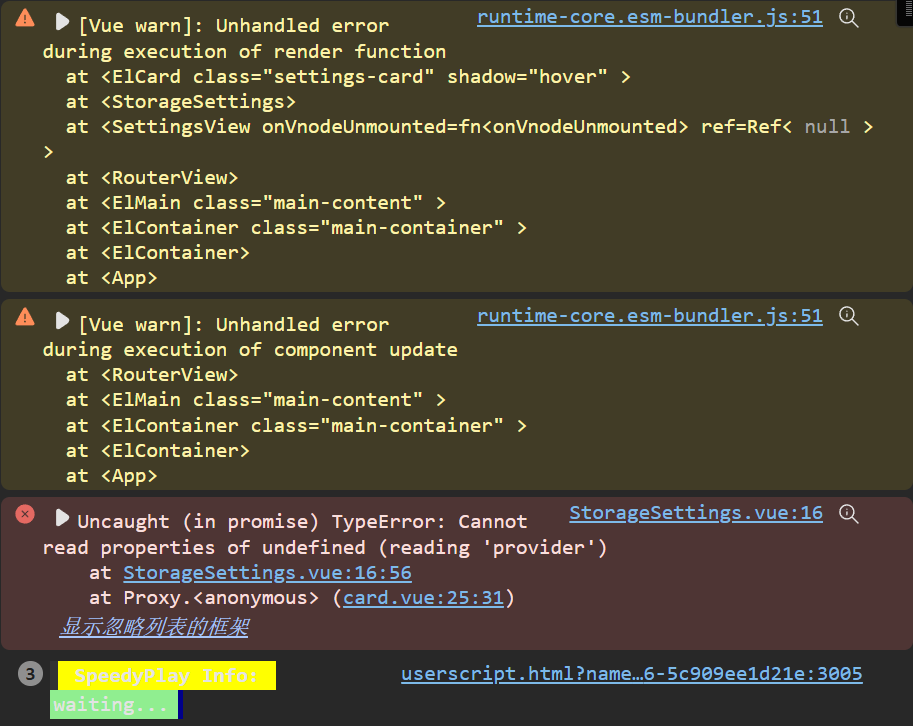 [Vue warn]: Unhandled error runtime-core.esm-bundler.js:51
during execution of render function
at <ElCard class="settings-card" shadow="hover" >
at <StorageSettings>
at <SettingsView onVnodeUnmounted=fn<onVnodeUnmounted> ref=Ref< null >
>
at <RouterView>
at <ElMain class="main-content" >
at <ElContainer class="main-container" >
at <ElContainer>
at <App>
[Vue warn]: Unhandled error runtime-core.esm-bundler.js:51
during execution of component update
at <RouterView>
at <ElMain class="main-content" >
at <ElContainer class="main-container" >
at <ElContainer>
at <App>
Uncaught (in promise) TypeError: Cannot StorageSettings.vue:16
read properties of undefined (reading 'provider')
at StorageSettings.vue:16:56
at Proxy.<anonymous> (card.vue:25:31)
显示忽略列表的框架
3 SpeedyPlay Info: userscript.html?name…6-5c909ee1d21e:3005
waiting...